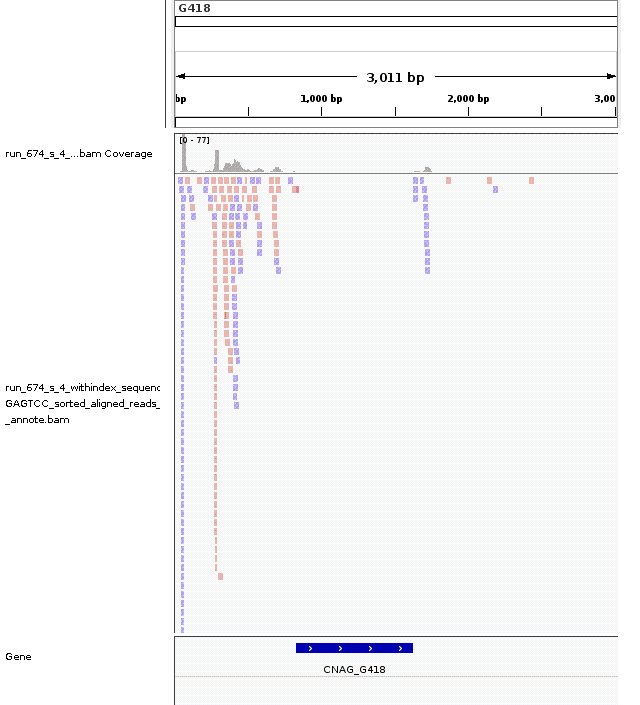 G418
3,011 bp
bp 1,000 bp 2,000 bp 3,00
[0 - 77]
run_674_s_4_...bam Coverage
run_674_s_4_withindex_sequenc
GAGTCC_sorted_aligned_reads_
_annote.bam
Gene
CNAG_G418